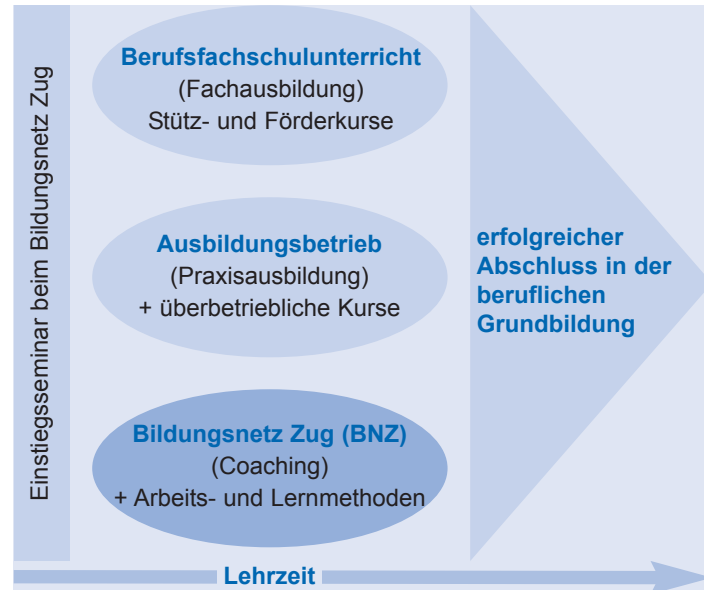 Einstiegsseminar beim Bildungsnetz Zug
Berufsfachschulunterricht
(Fachausbildung)
Stütz- und Förderkurse
Ausbildungsbetrieb
(Praxisausbildung)
+ überbetriebliche Kurse
Bildungsnetz Zug (BNZ)
(Coaching)
+ Arbeits- und Lernmethoden
erfolgreicher
Abschluss in der
beruflichen
Grundbildung
Lehrzeit